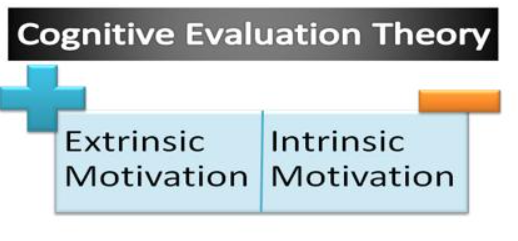 Cognitive Evaluation Theory
Extrinsic Motivation
Intrinsic Motivation